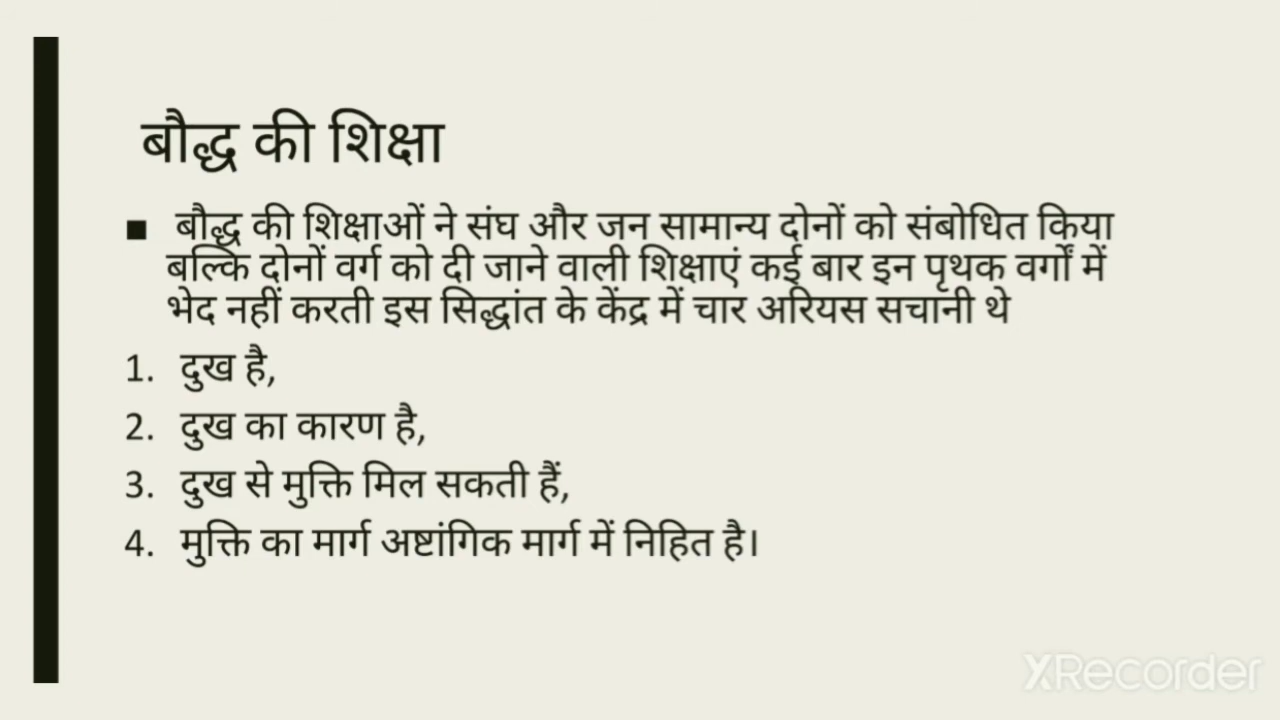 बौद्ध की शिक्षा
■ बौद्ध की शिक्षाओं ने संघ और जन सामान्य दोनों को संबोधित किया
बल्कि दोनों वर्ग को दी जाने वाली शिक्षाएं कई बार इन पृथक वर्गों में
भेद नहीं करती इस सिद्धांत के केंद्र में चार अरियस सचानी थे
1. दुख है,
2. दुख का कारण है,
3. दुख से मुक्ति मिल सकती हैं,
4. मुक्ति का मार्ग अष्टांगिक मार्ग में निहित है।
XRecorder